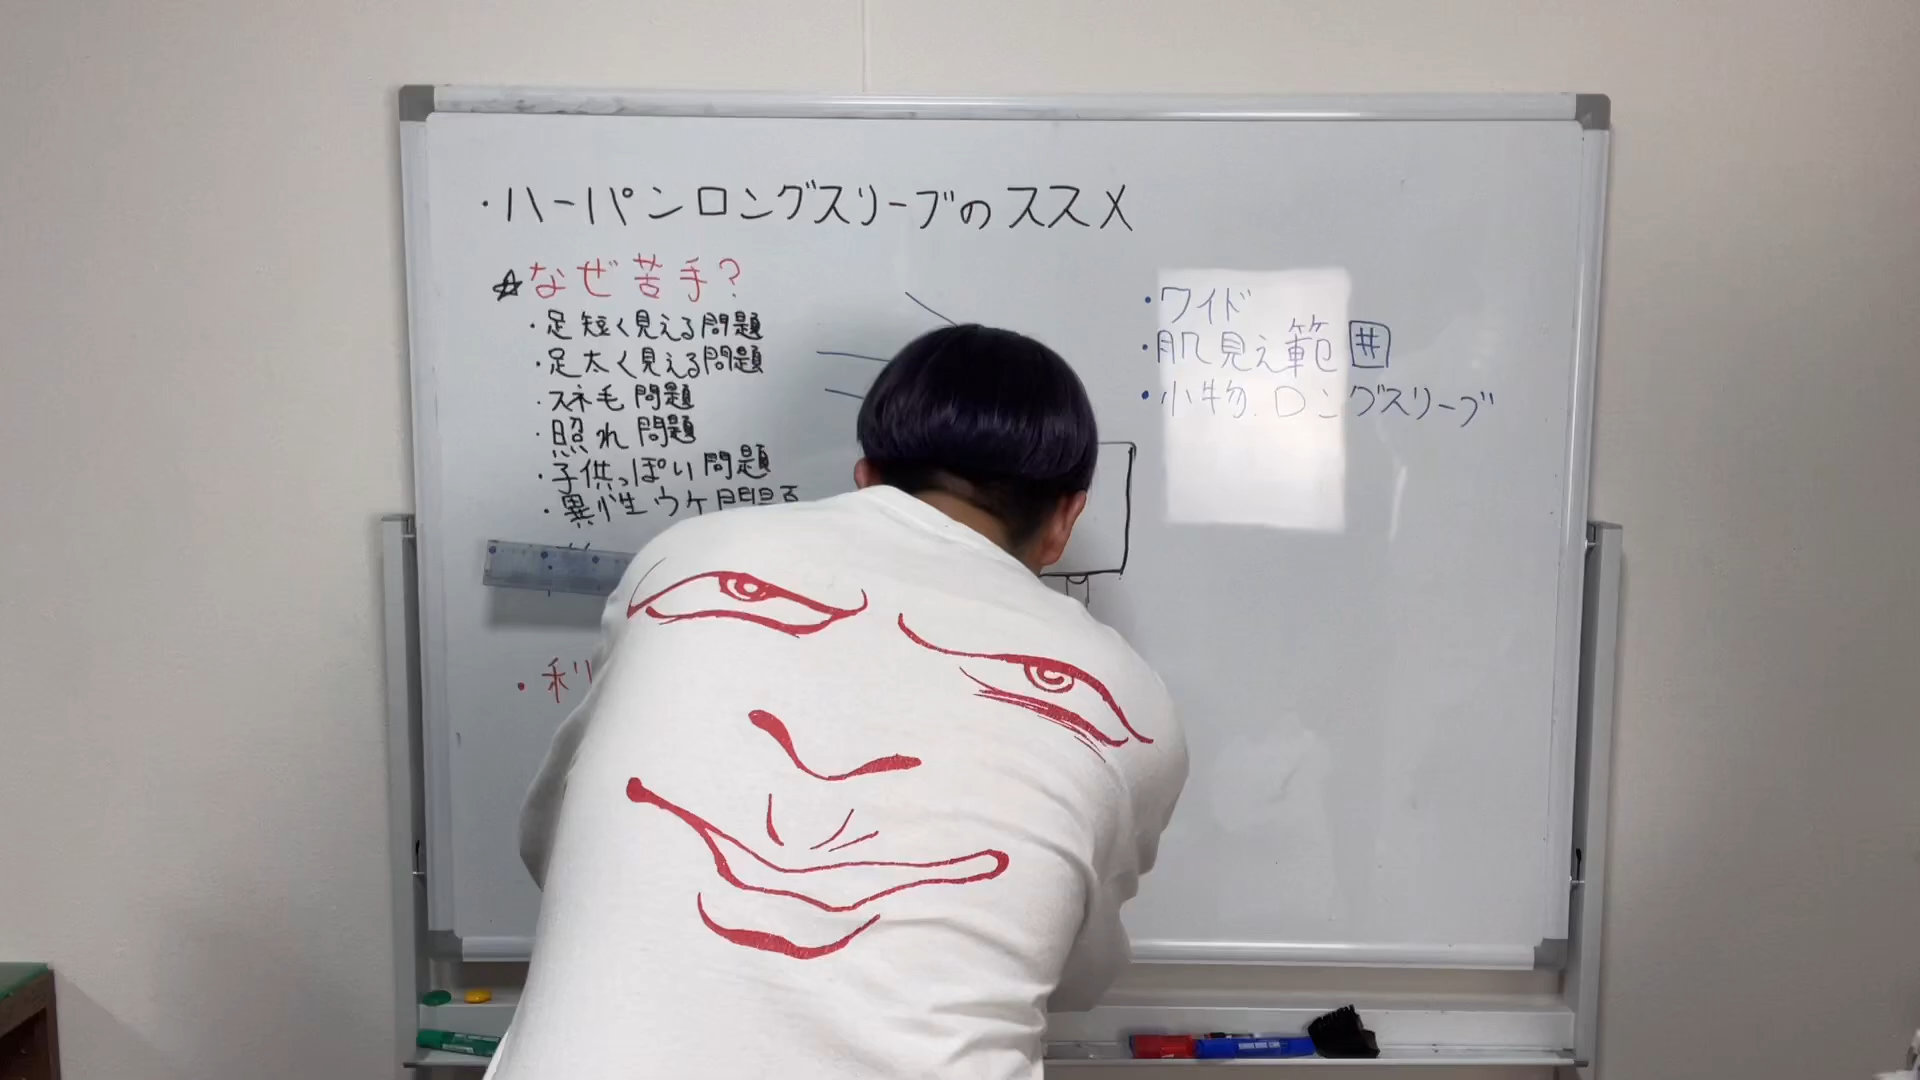 ・ハーパンロングスリーブのススメ
☆なぜ苦手?
・足短く見える問題
・足太く見える問題
・スネ毛問題
・照れ問題
・子供っぽい問題
・異性ウケ問題
・利
・ワイド
・肌見え範囲
・小物.ロングスリーブ